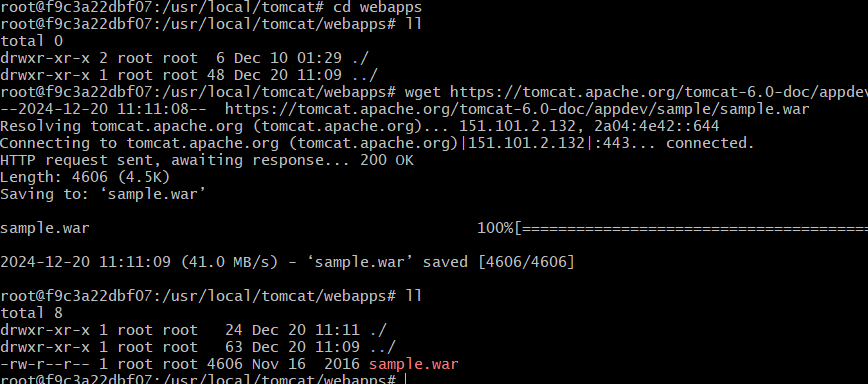 root@f9c3a22dbf07:/usr/local/tomcat# cd webapps
root@f9c3a22dbf07:/usr/local/tomcat/webapps# ll
total 0
drwxr-xr-x 2 root root  6 Dec 10 01:29 ./
drwxr-xr-x 1 root root 48 Dec 20 11:09 ../
root@f9c3a22dbf07:/usr/local/tomcat/webapps# wget https://tomcat.apache.org/tomcat-6.0-doc/appdev
--2024-12-20 11:11:08--  https://tomcat.apache.org/tomcat-6.0-doc/appdev/sample/sample.war
Resolving tomcat.apache.org (tomcat.apache.org)... 151.101.2.132, 2a04:4e42::644
Connecting to tomcat.apache.org (tomcat.apache.org)|151.101.2.132|:443... connected.
HTTP request sent, awaiting response... 200 OK
Length: 4606 (4.5K)
Saving to: ‘sample.war’
sample.war                                           100%[=======================================
2024-12-20 11:11:09 (41.0 MB/s) - ‘sample.war’ saved [4606/4606]
root@f9c3a22dbf07:/usr/local/tomcat/webapps# ll
total 8
drwxr-xr-x 1 root root   24 Dec 20 11:11 ./
drwxr-xr-x 1 root root   63 Dec 20 11:09 ../
-rw-r--r-- 1 root root 4606 Nov 16  2016 sample.war
root@f9c3a22dbf07:/usr/local/tomcat/webapps#